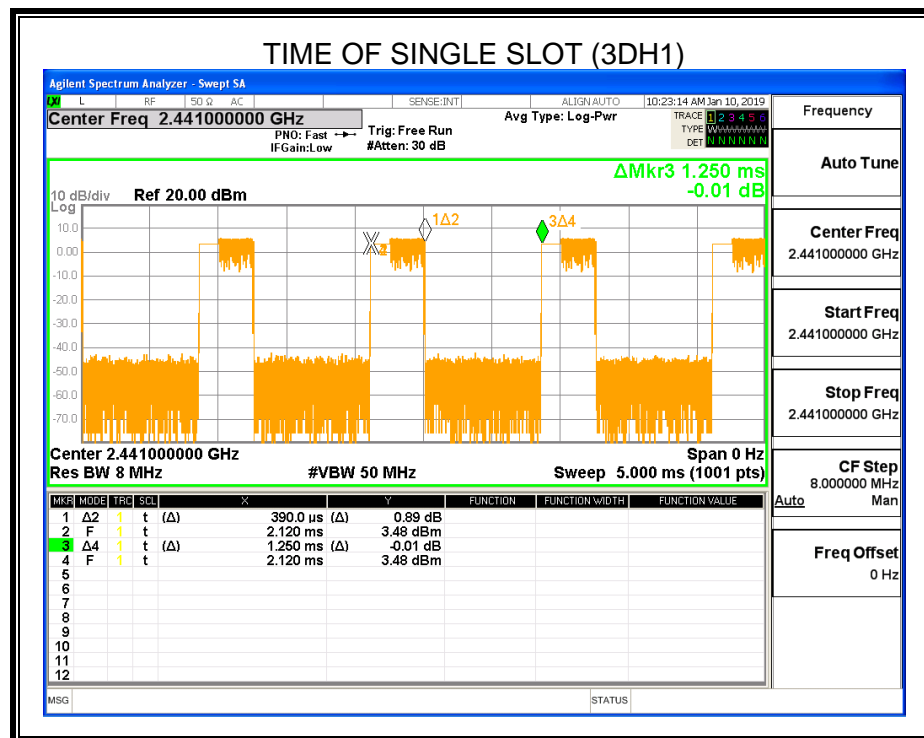 TIME OF SINGLE SLOT (3DH1)
Agilent Spectrum Analyzer - Swept SA
LXI L RF 50 Ω AC SENSE:INT ALIGN AUTO 10:23:14 AM Jan 10, 2019
Center Freq 2.441000000 GHz
Avg Type: Log-Pwr
TRACE 1 2 3 4 5 6
TYPE W
DET N N N N N N
PNO: Fast
IFGain:Low
Trig: Free Run
#Atten: 30 dB
ΔMkr3 1.250 ms
-0.01 dB
10 dB/div Ref 20.00 dBm
Log
10.0
0.00
-10.0
-20.0
-30.0
-40.0
-50.0
-60.0
-70.0
1Δ2
3Δ4
Center 2.441000000 GHz Span 0 Hz
Res BW 8 MHz #VBW 50 MHz Sweep 5.000 ms (1001 pts)
MKR MODE TRC SCL X Y FUNCTION FUNCTION WIDTH FUNCTION VALUE
1 Δ2 1 t (Δ) 390.0 µs (Δ) 0.89 dB
2 F 1 t 2.120 ms 3.48 dBm
3 Δ4 1 t (Δ) 1.250 ms (Δ) -0.01 dB
4 F 1 t 2.120 ms 3.48 dBm
5
6
7
8
9
10
11
12
MSG STATUS
Frequency
Auto Tune
Center Freq
2.441000000 GHz
Start Freq
2.441000000 GHz
Stop Freq
2.441000000 GHz
CF Step
8.000000 MHz
Auto Man
Freq Offset
0 Hz